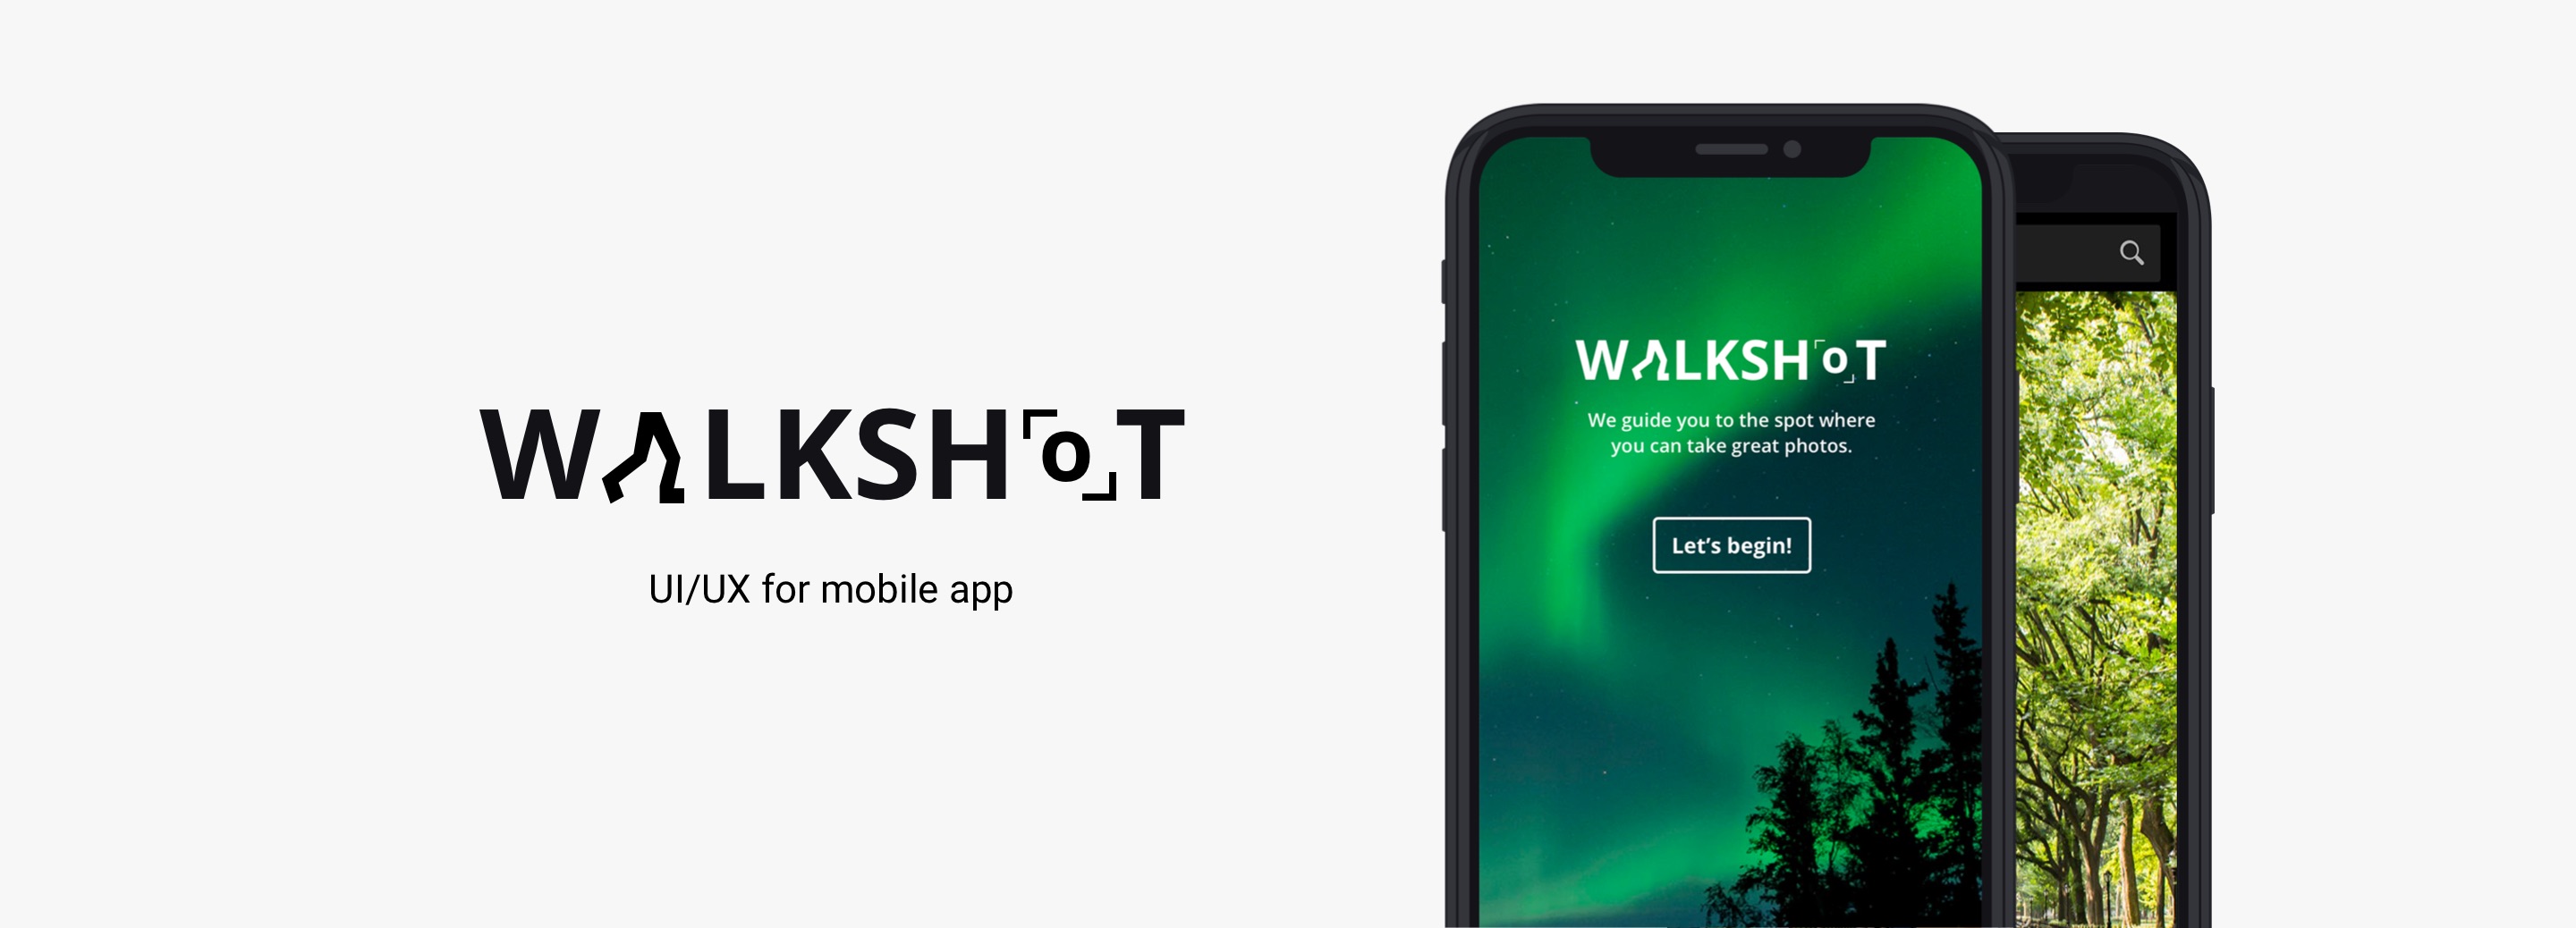 WALKSHOT
UI/UX for mobile app
WALKSHOT
We guide you to the spot where
you can take great photos.
Let's begin!